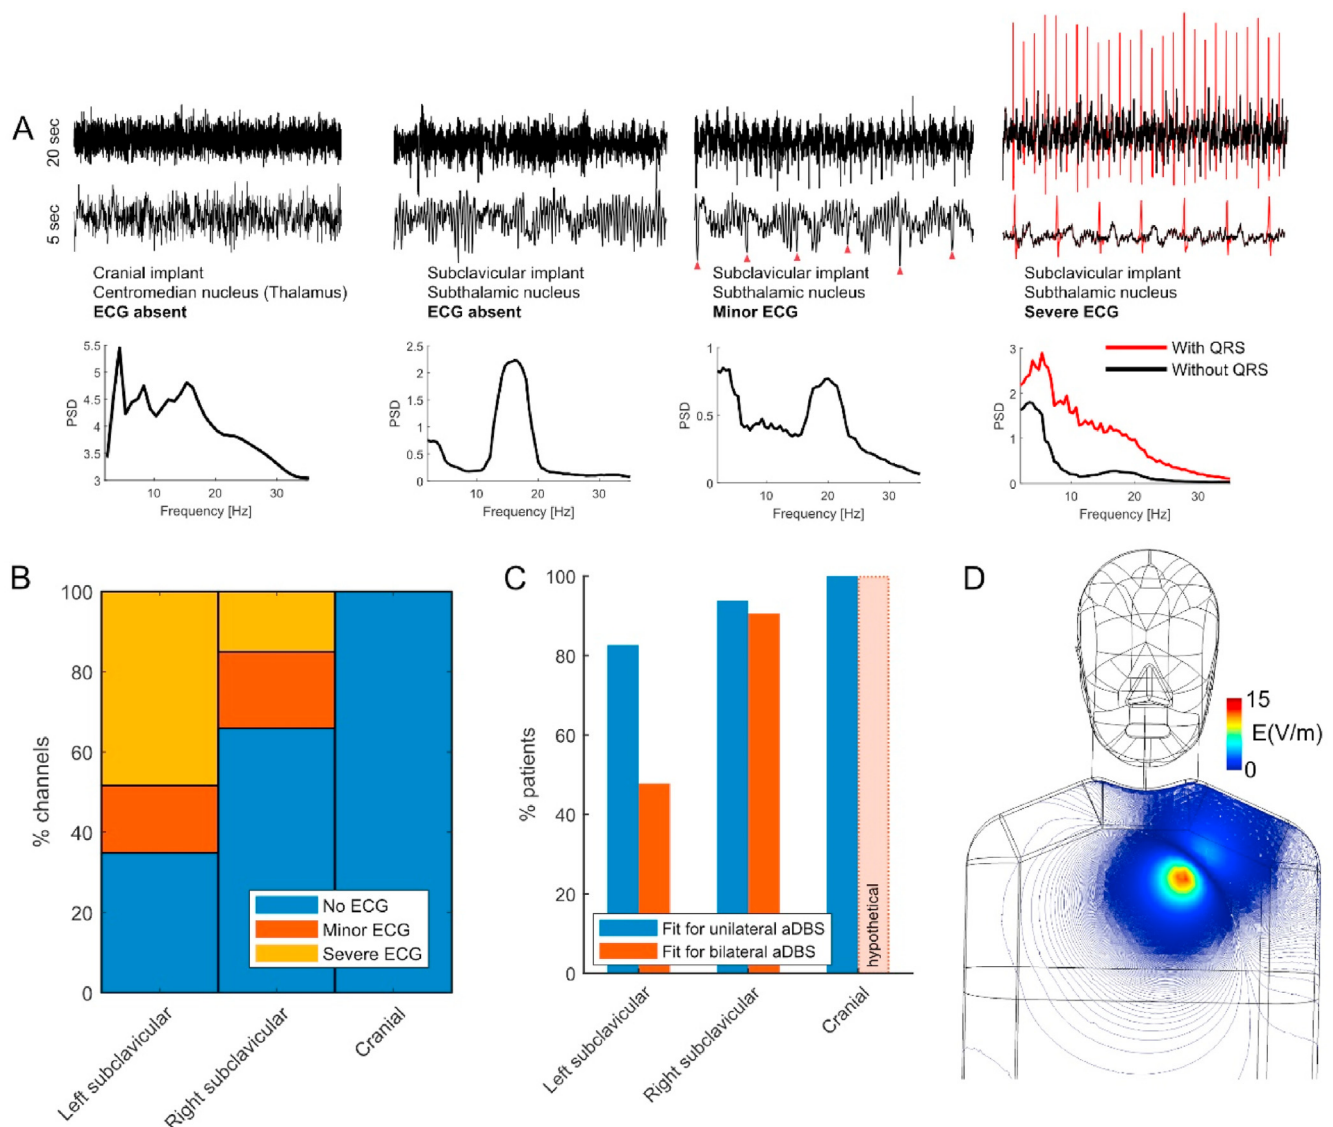 A
20 sec
5 sec
Cranial implant
Centromedian nucleus (Thalamus)
ECG absent
Subclavicular implant
Subthalamic nucleus
ECG absent
Subclavicular implant
Subthalamic nucleus
Minor ECG
Subclavicular implant
Subthalamic nucleus
Severe ECG
5.5
5
4.5
4
3.5
3
PSD
10
20
30
Frequency [Hz]
2.5
2
1.5
1
0.5
0
PSD
10
20
30
Frequency [Hz]
1
0.5
0
PSD
10
20
30
Frequency [Hz]
3
2
1
0
PSD
With QRS
Without QRS
10
20
30
Frequency [Hz]
B
100
80
60
40
20
0
% channels
No ECG
Minor ECG
Severe ECG
Left subclavicular
Right subclavicular
Cranial
C
100
80
60
40
20
0
% patients
Fit for unilateral aDBS
Fit for bilateral aDBS
hypothetical
Left subclavicular
Right subclavicular
Cranial
D
15
E(V/m)
0